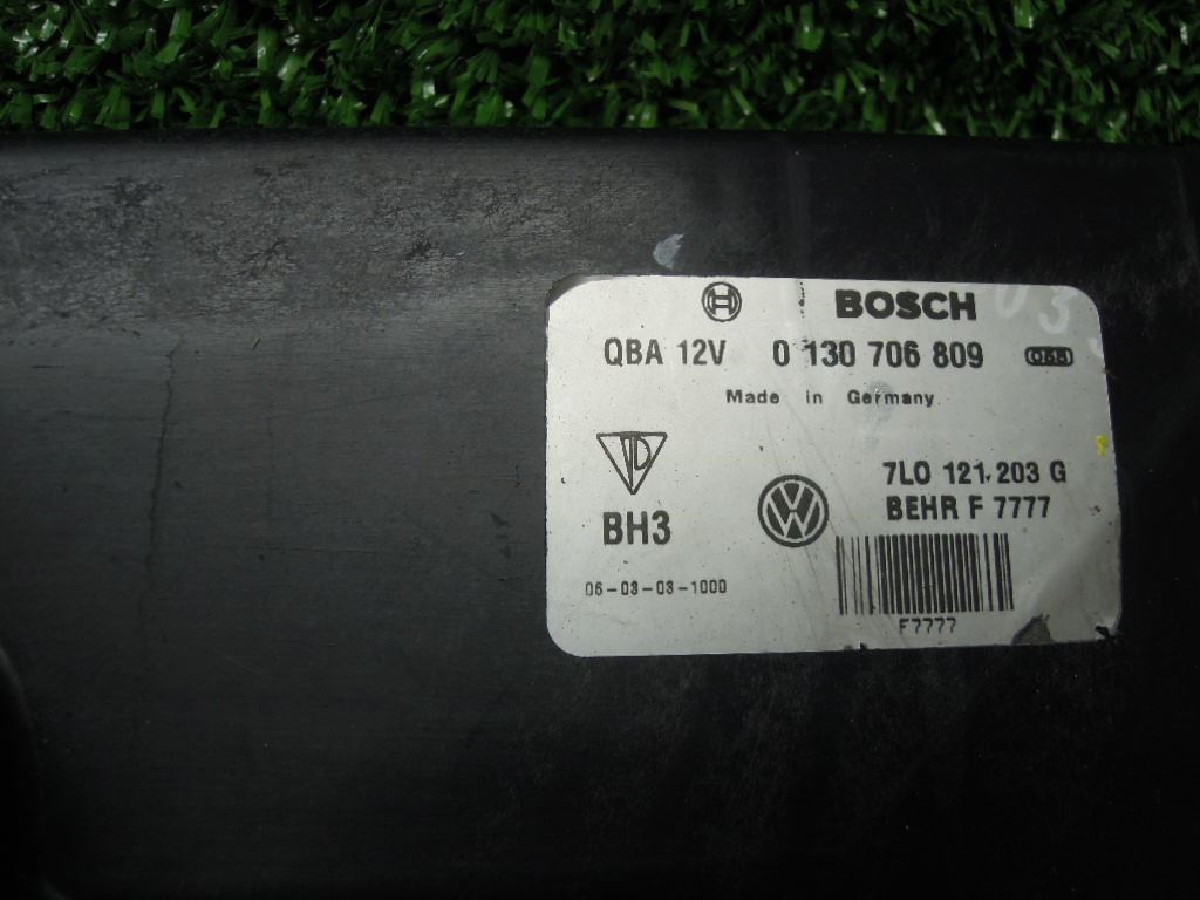 BOSCH
QBA 12V 0 130 706 809
Made in Germany
7L0 121 203 G
BEHR F 7777
BH3
06-03-03-1000
F7777